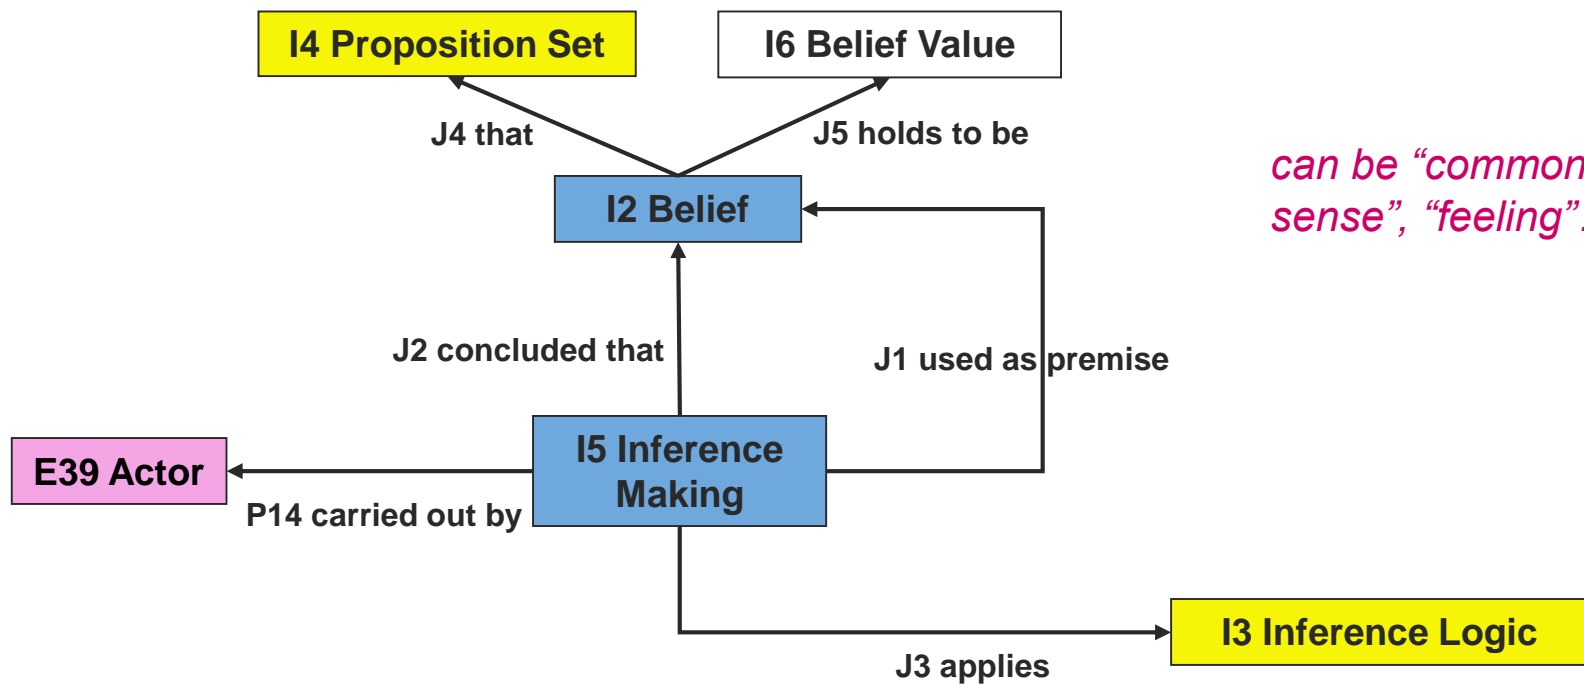 I4 Proposition Set
I6 Belief Value
J4 that
J5 holds to be
can be “common
sense”, “feeling”.
I2 Belief
J2 concluded that
J1 used as premise
I5 Inference
Making
E39 Actor
P14 carried out by
I3 Inference Logic
J3 applies